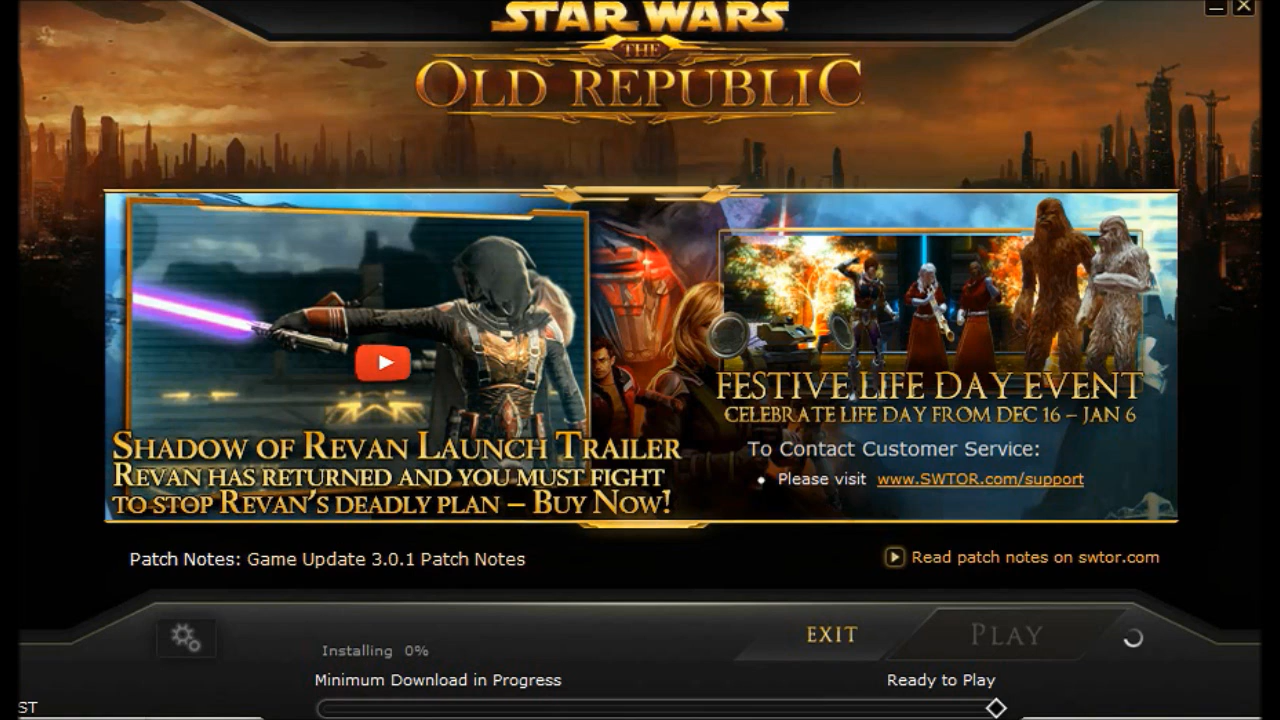 STAR WARS
THE
OLD REPUBLIC
SHADOW OF REVAN LAUNCH TRAILER
REVAN HAS RETURNED AND YOU MUST FIGHT
TO STOP REVAN'S DEADLY PLAN – BUY NOW!
FESTIVE LIFE DAY EVENT
CELEBRATE LIFE DAY FROM DEC 16 – JAN 6
To Contact Customer Service:
• Please visit www.SWTOR.com/support
Patch Notes: Game Update 3.0.1 Patch Notes
Read patch notes on swtor.com
EXIT
PLAY
Installing 0%
Minimum Download in Progress
Ready to Play
ST